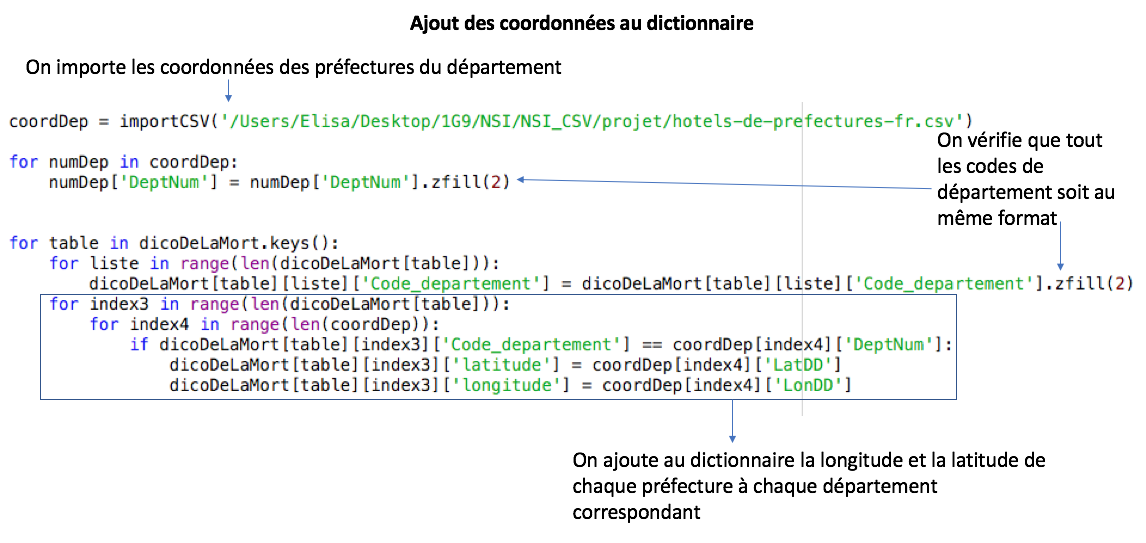 Ajout des coordonnées au dictionnaire
On importe les coordonnées des préfectures du département
coordDep = importCSV('/Users/Elisa/Desktop/1G9/NSI/NSI_CSV/projet/hotels-de-prefectures-fr.csv')
for numDep in coordDep:
    numDep['DeptNum'] = numDep['DeptNum'].zfill(2)
On vérifie que tout
les codes de
département soit au
même format
for table in dicoDeLaMort.keys():
    for liste in range(len(dicoDeLaMort[table])):
        dicoDeLaMort[table][liste]['Code_departement'] = dicoDeLaMort[table][liste]['Code_departement'].zfill(2)
    for index3 in range(len(dicoDeLaMort[table])):
        for index4 in range(len(coordDep)):
            if dicoDeLaMort[table][index3]['Code_departement'] == coordDep[index4]['DeptNum']:
                dicoDeLaMort[table][index3]['latitude'] = coordDep[index4]['LatDD']
                dicoDeLaMort[table][index3]['longitude'] = coordDep[index4]['LonDD']
On ajoute au dictionnaire la longitude et la latitude de
chaque préfecture à chaque département
correspondant